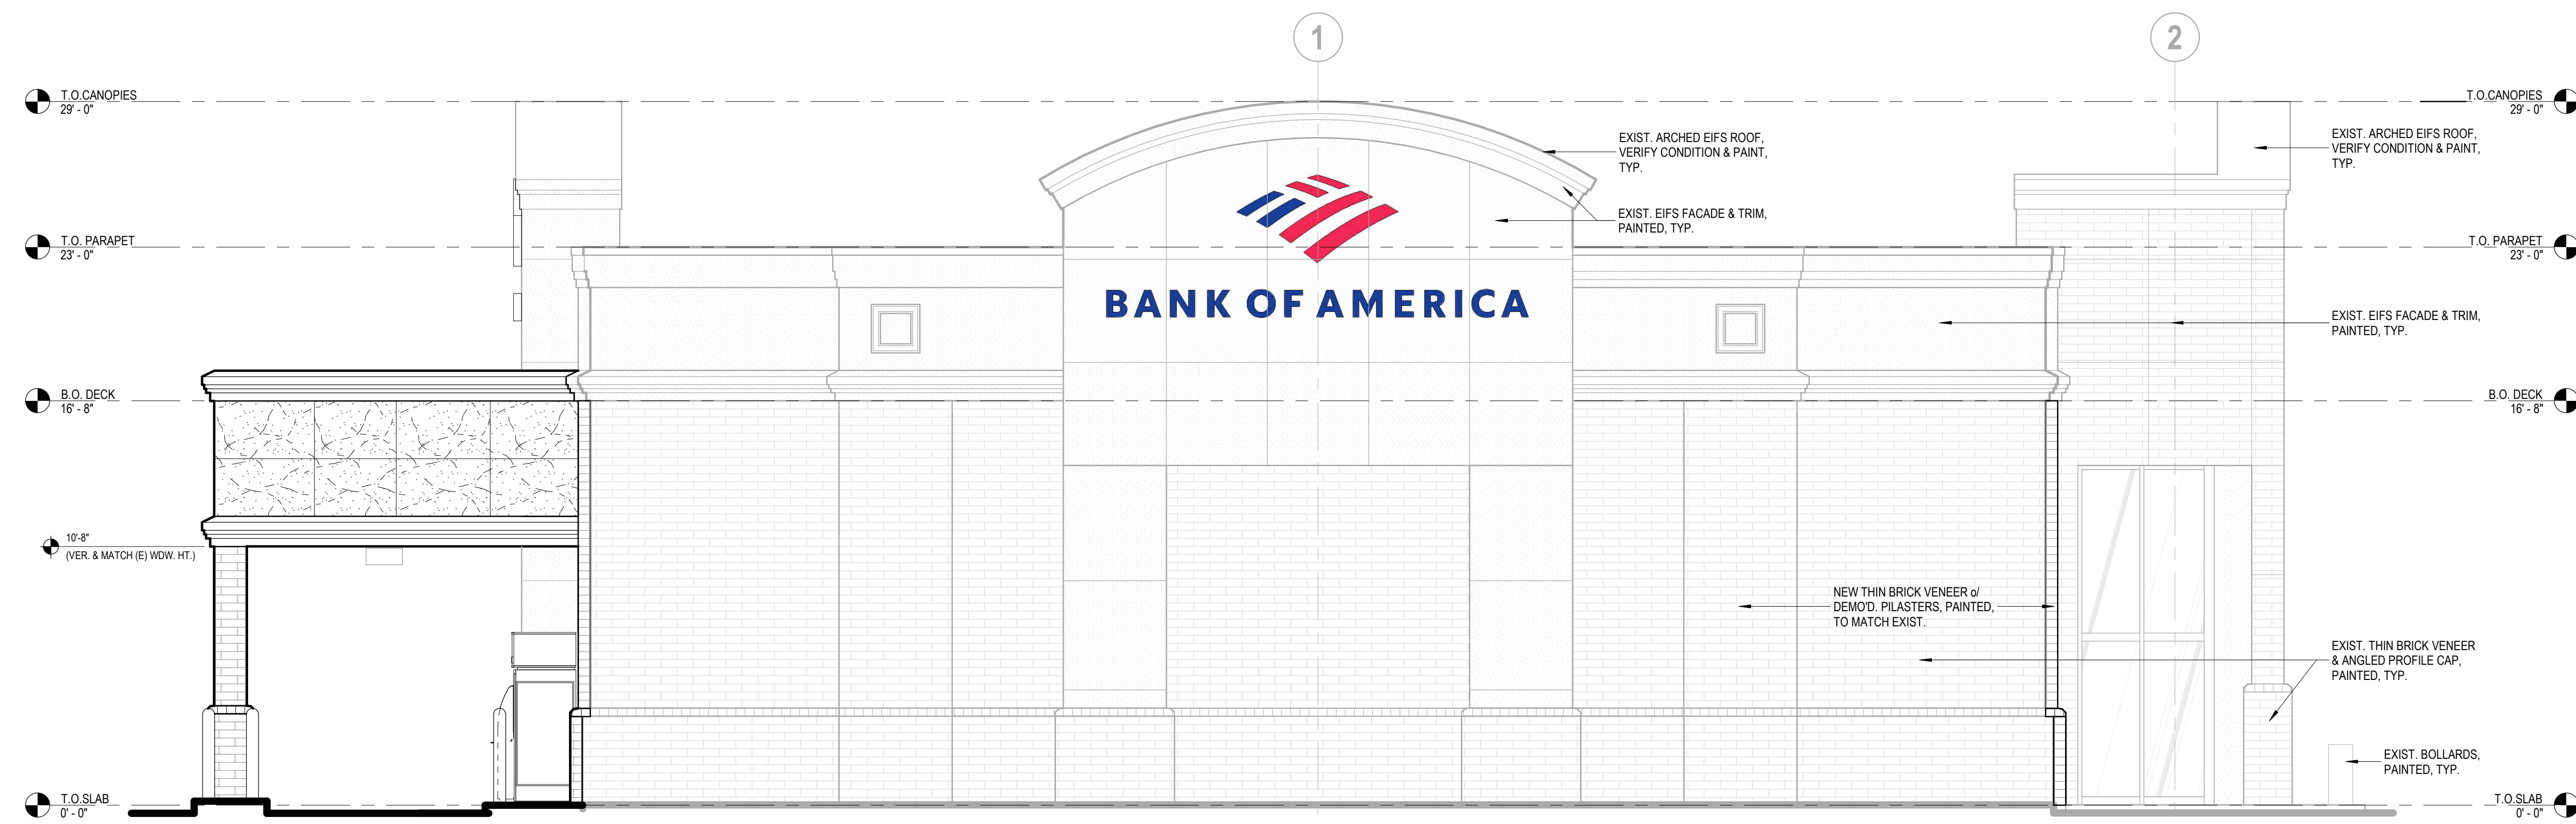 1
2
T.O.CANOPIES
29' - 0"
T.O.CANOPIES
29' - 0"
EXIST. ARCHED EIFS ROOF,
VERIFY CONDITION & PAINT,
TYP.
EXIST. ARCHED EIFS ROOF,
VERIFY CONDITION & PAINT,
TYP.
EXIST. EIFS FACADE & TRIM,
PAINTED, TYP.
T.O. PARAPET
23' - 0"
T.O. PARAPET
23' - 0"
BANK OF AMERICA
EXIST. EIFS FACADE & TRIM,
PAINTED, TYP.
B.O. DECK
16' - 8"
B.O. DECK
16' - 8"
10'-8"
(VER. & MATCH (E) WDW. HT.)
NEW THIN BRICK VENEER o/
DEMO'D. PILASTERS, PAINTED,
TO MATCH EXIST.
EXIST. THIN BRICK VENEER
& ANGLED PROFILE CAP,
PAINTED, TYP.
EXIST. BOLLARDS,
PAINTED, TYP.
T.O.SLAB
0' - 0"
T.O.SLAB
0' - 0"